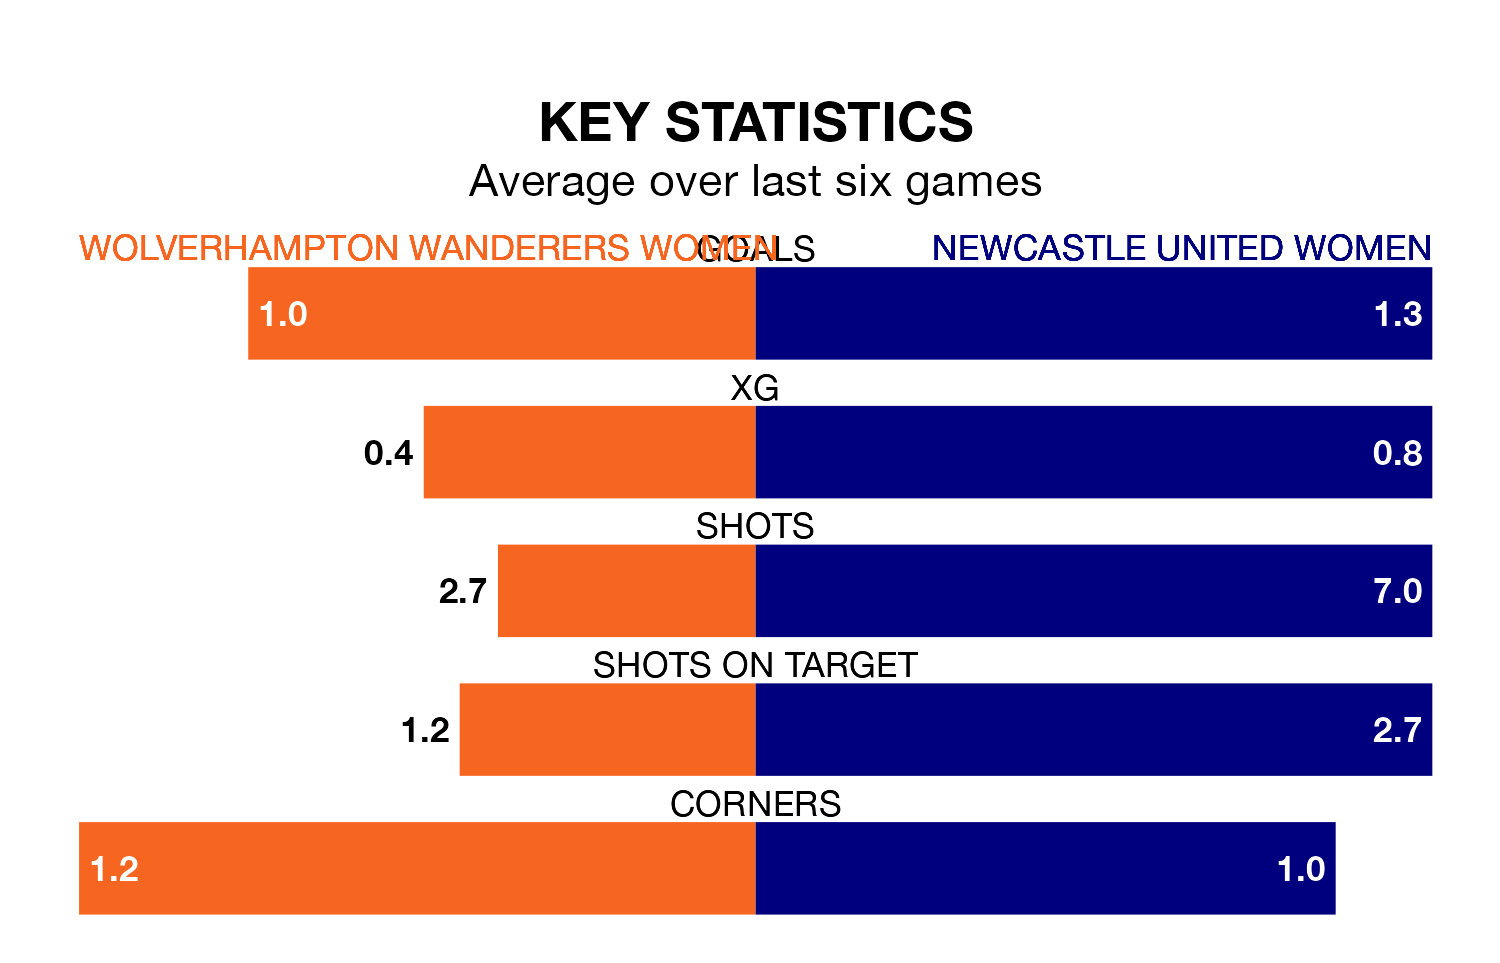 KEY STATISTICS
Average over last six games
WOLVERHAMPTON WANDERERS WOMEN GOALS NEWCASTLE UNITED WOMEN
1.0 1.3
XG
0.4 0.8
SHOTS
2.7 7.0
SHOTS ON TARGET
1.2 2.7
CORNERS
1.2 1.0